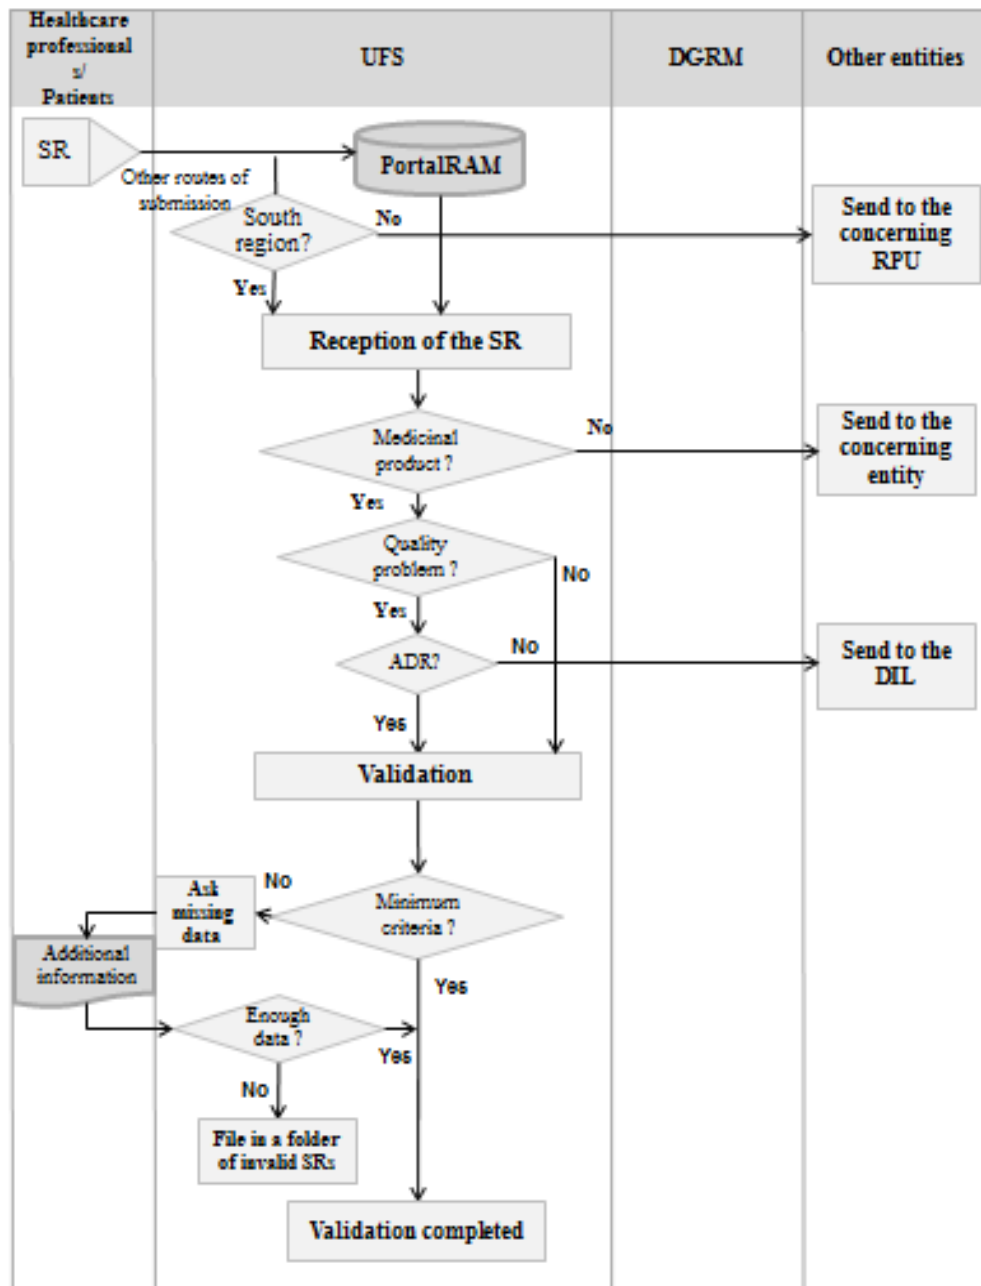 Healthcare
professional
s/
Patients
UFS
DGRM
Other entities
SR
PortalRAM
Other routes of
submission
South
region?
No
Send to the
concerning
RPU
Yes
Reception of the SR
Medicinal
product ?
No
Send to the
concerning
entity
Yes
Quality
problem ?
No
Yes
ADR?
No
Send to the
DIL
Yes
Validation
Ask
missing
data
No
Minimum
criteria ?
Additional
information
Yes
Enough
data ?
Yes
No
File in a folder
of invalid SRs
Validation completed